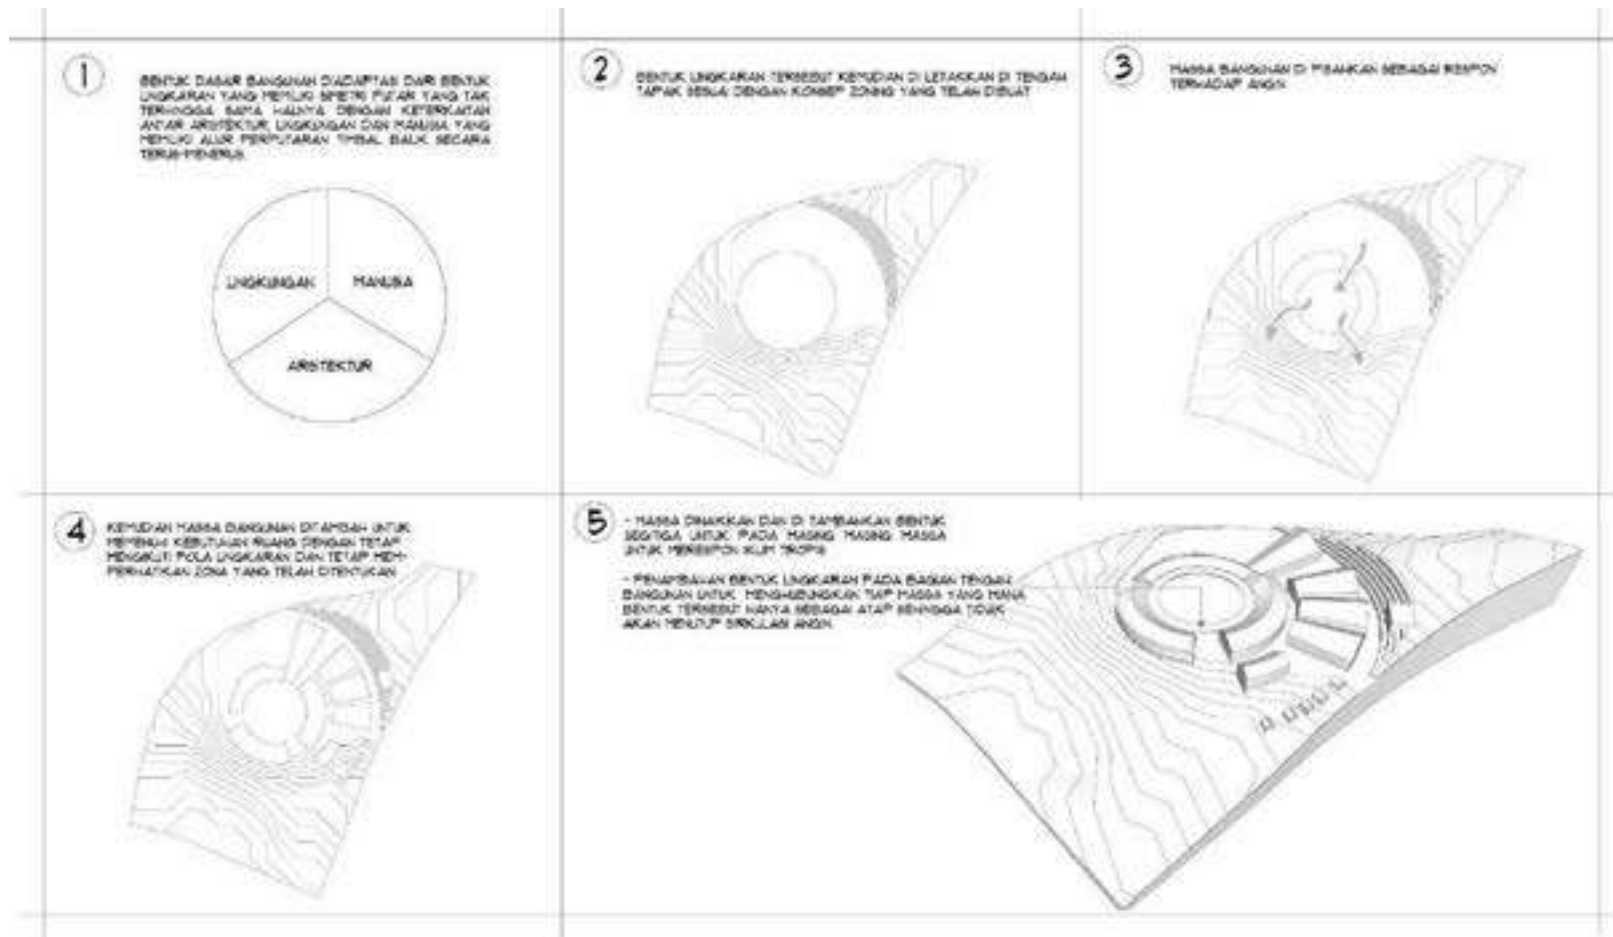 1
BENTUK DASAR BANGUNAN DIADAPTASI DARI BENTUK
LINGKARAN YANG MEMILIKI SIMETRI PUTAR YANG TAK
TERHINGGA SAMA HALNYA DENGAN KETERKAITAN
ANTAR ARSITEKTUR, LINGKUNGAN DAN MANUSIA YANG
MEMILIKI ALUR PERPUTARAN TIMBAL BALIK SECARA
TERUS-MENERUS
LINGKUNGAN
MANUSIA
ARSITEKTUR
2
BENTUK LINGKARAN TERSEBUT KEMUDIAN DI LETAKKAN DI TENGAH
TAPAK SESUAI DENGAN KONSEP ZONING YANG TELAH DIBUAT
3
MASSA BANGUNAN DI PISAHKAN SEBAGAI RESPON
TERHADAP ANGIN
4
KEMUDIAN MASSA BANGUNAN DITAMBAH UNTUK
MEMENUHI KEBUTUHAN RUANG DENGAN TETAP
MENGIKUTI POLA LINGKARAN DAN TETAP MEM-
PERHATIKAN ZONA YANG TELAH DITENTUKAN
5
- MASSA DINAIKKAN DAN DI TAMBAHKAN BENTUK
SEGITIGA UNTUK PADA MASING MASING MASSA
UNTUK MERESPON IKLIM TROPIS
- PENAMBAHAN BENTUK LINGKARAN PADA BAGIAN TENGAH
BANGUNAN UNTUK MENGHUBUNGKAN TIAP MASSA YANG MANA
BENTUK TERSEBUT HANYA SEBAGAI ATAP SEHINGGA TIDAK
AKAN MENUTUP SIRKULASI ANGIN